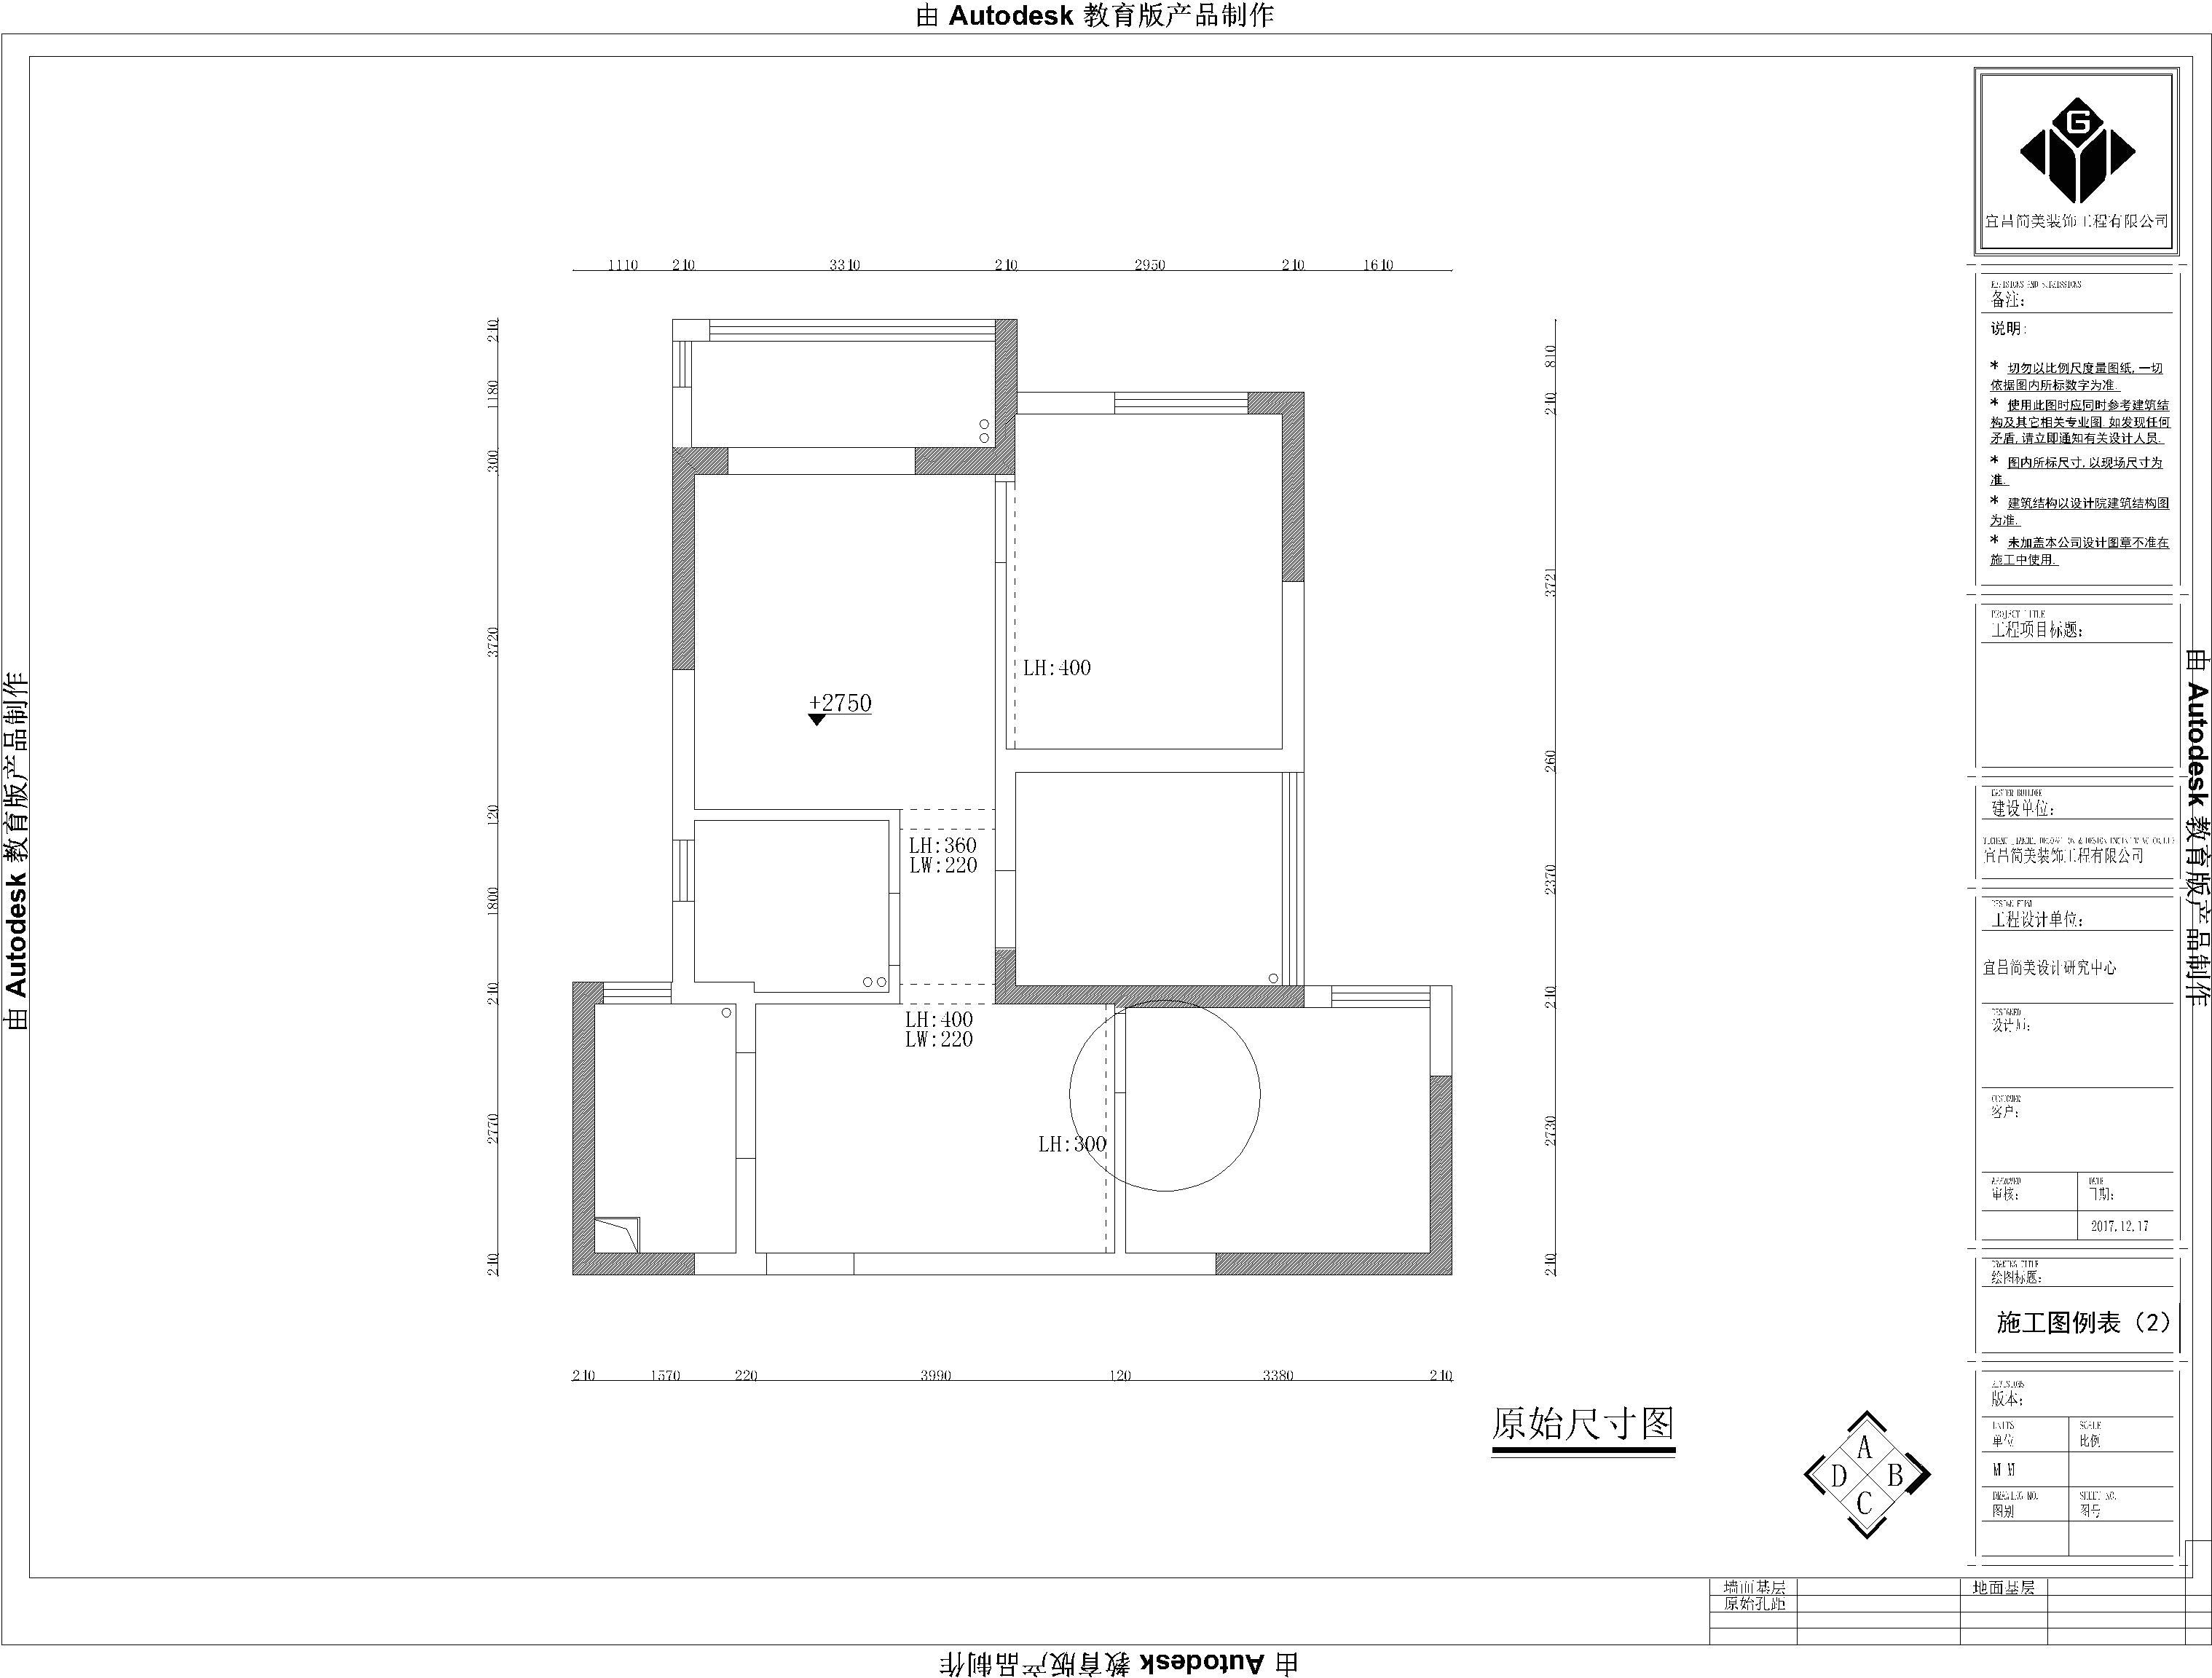 由 Autodesk 教育版产品制作
宜昌简美装饰工程有限公司
1110 210 3310 210 2950 210 1610
210
1180
300
3720
120
1800
210
2770
210
810
210
3721
260
2370
210
2730
210
LH:400
+2750
LH:360
LW:220
LH:400
LW:220
LH:300
210 1570 220 3990 120 3380 210
原始尺寸图
A
D B
C
备注:
说明:
* 切勿以比例尺度量图纸,一切
依据图内所标数字为准.
* 使用此图时应同时参考建筑结
构及其它相关专业图.如发现任何
矛盾,请立即通知有关设计人员.
* 图内所标尺寸,以现场尺寸为
准.
* 建筑结构以设计院建筑结构图
为准.
* 未加盖本公司设计图章不准在
施工中使用.
PROJECT TITLE
工程项目标题:
建设单位:
宜昌简美装饰工程有限公司
工程设计单位:
宜昌简美设计研究中心
DESIGNED
设计师:
CUSTOMER
客户:
APPROVED DATE
审核: 日期:
2017.12.17
DRAWING TITLE
绘图标题:
施工图例表（2）
版本:
UNITS SCALE
单位 比例
M M
DRAWING NO. SHEET NO.
图别 图号
墙面基层 地面基层
原始孔距
由 Autodesk 教育版产品制作
由 Autodesk 教育版产品制作
由 Autodesk 教育版产品制作